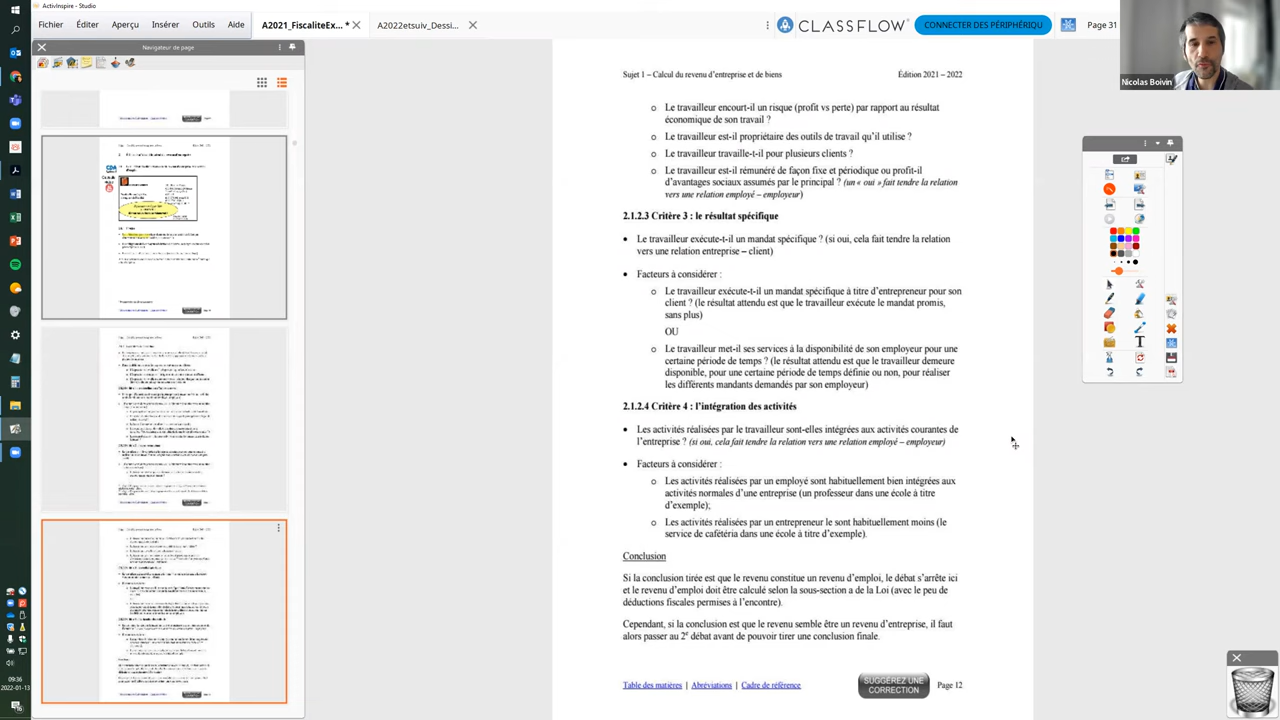 ActivInspire - Studio
Fichier Éditer Aperçu Insérer Outils Aide
A2021_FiscaliteEx... *
A2022etsuiv_Dessi...
CLASSFLOW
CONNECTER DES PÉRIPHÉRIQU
Page 31
Nicolas Boivin
Navigateur de page
Sujet 1 – Calcul du revenu d'entreprise et de biens
Édition 2021 – 2022
o Le travailleur encourt-il un risque (profit vs perte) par rapport au résultat
économique de son travail ?
o Le travailleur est-il propriétaire des outils de travail qu'il utilise ?
o Le travailleur travaille-t-il pour plusieurs clients ?
o Le travailleur est-il rémunéré de façon fixe et périodique ou profit-il
d'avantages sociaux assumés par le principal ? (un « oui » fait tendre la relation
vers une relation employé – employeur)
2.1.2.3 Critère 3 : le résultat spécifique
• Le travailleur exécute-t-il un mandat spécifique ? (si oui, cela fait tendre la relation
vers une relation entreprise – client)
• Facteurs à considérer :
o Le travailleur exécute-t-il un mandat spécifique à titre d'entrepreneur pour son
client ? (le résultat attendu est que le travailleur exécute le mandat promis,
sans plus)
OU
o Le travailleur met-il ses services à la disponibilité de son employeur pour une
certaine période de temps ? (le résultat attendu est que le travailleur demeure
disponible, pour une certaine période de temps définie ou non, pour réaliser
les différents mandants demandés par son employeur)
2.1.2.4 Critère 4 : l'intégration des activités
• Les activités réalisées par le travailleur sont-elles intégrées aux activités courantes de
l'entreprise ? (si oui, cela fait tendre la relation vers une relation employé – employeur)
• Facteurs à considérer :
o Les activités réalisées par un employé sont habituellement bien intégrées aux
activités normales d'une entreprise (un professeur dans une école à titre
d'exemple);
o Les activités réalisées par un entrepreneur le sont habituellement moins (le
service de cafétéria dans une école à titre d'exemple).
Conclusion
Si la conclusion tirée est que le revenu constitue un revenu d'emploi, le débat s'arrête ici
et le revenu d'emploi doit être calculé selon la sous-section a de la Loi (avec le peu de
déductions fiscales permises à l'encontre).
Cependant, si la conclusion est que le revenu semble être un revenu d'entreprise, il faut
alors passer au 2e débat avant de pouvoir tirer une conclusion finale.
Table des matières | Abréviations | Cadre de référence
SUGGÉREZ UNE
CORRECTION
Page 12
2022-01-13